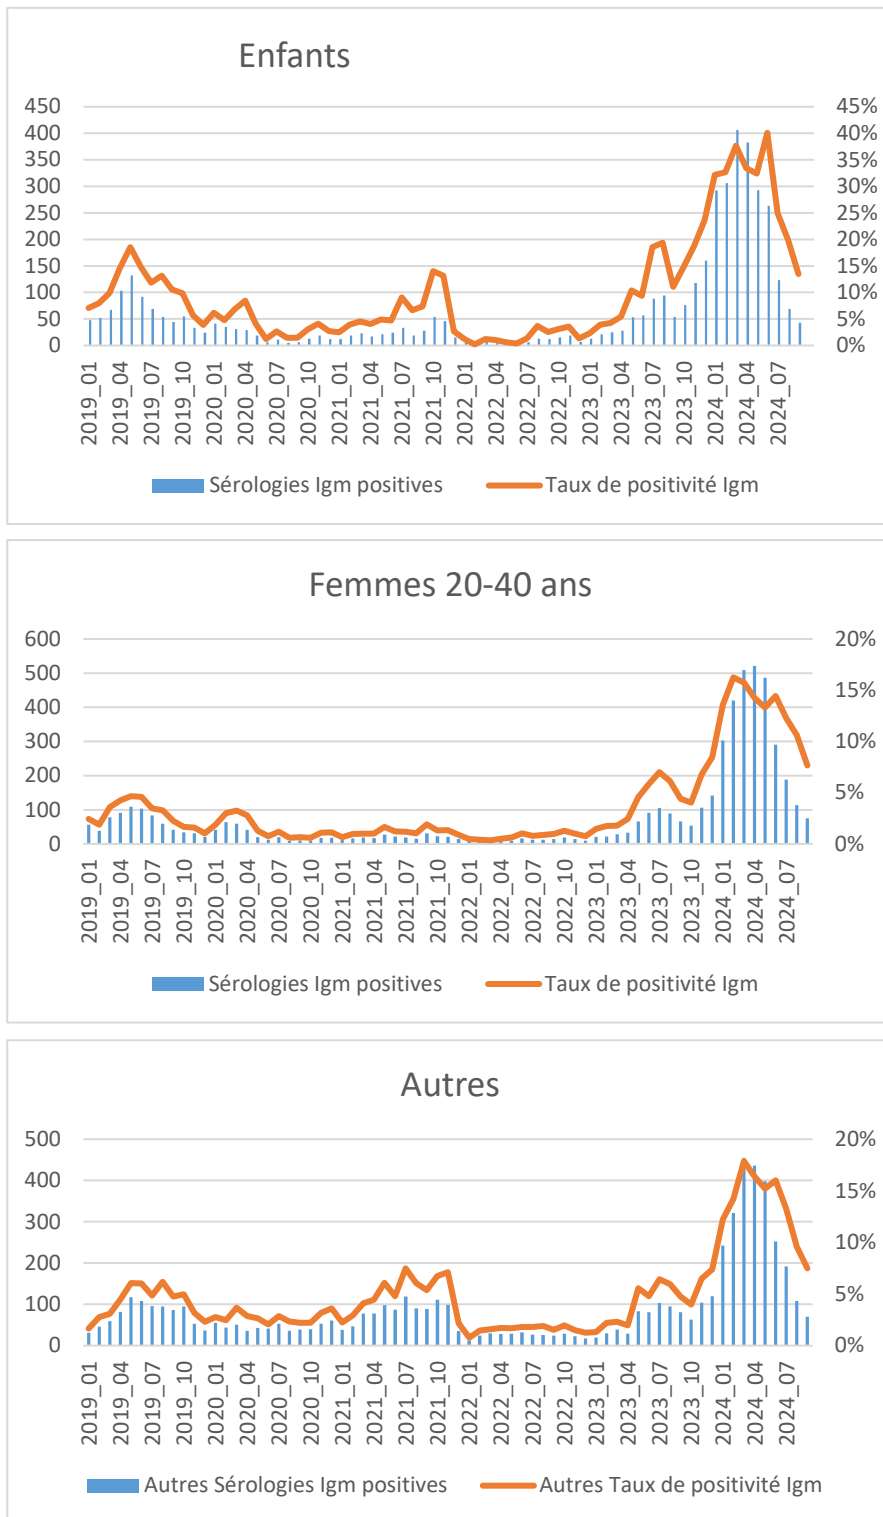 Enfants
450 45%
400 40%
350 35%
300 30%
250 25%
200 20%
150 15%
100 10%
50 5%
0 0%
2019_01 2019_04 2019_07 2019_10 2020_01 2020_04 2020_07 2020_10 2021_01 2021_04 2021_07 2021_10 2022_01 2022_04 2022_07 2022_10 2023_01 2023_04 2023_07 2023_10 2024_01 2024_04 2024_07
Sérologies Igm positives Taux de positivité Igm
Femmes 20-40 ans
600 20%
500
400 15%
300 10%
200
100 5%
0 0%
2019_01 2019_04 2019_07 2019_10 2020_01 2020_04 2020_07 2020_10 2021_01 2021_04 2021_07 2021_10 2022_01 2022_04 2022_07 2022_10 2023_01 2023_04 2023_07 2023_10 2024_01 2024_04 2024_07
Sérologies Igm positives Taux de positivité Igm
Autres
500 20%
400 15%
300
200 10%
100 5%
0 0%
2019_01 2019_04 2019_07 2019_10 2020_01 2020_04 2020_07 2020_10 2021_01 2021_04 2021_07 2021_10 2022_01 2022_04 2022_07 2022_10 2023_01 2023_04 2023_07 2023_10 2024_01 2024_04 2024_07
Autres Sérologies Igm positives Autres Taux de positivité Igm